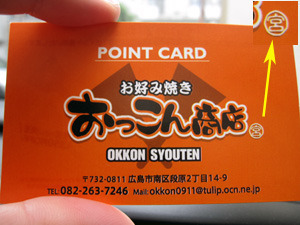 POINT CARD
お好み焼き
おっこん商店 宮
OKKON SYOUTEN
〒732-0811 広島市南区段原2丁目14-9
TEL 082-263-7246 Mail:okkon0911@tulip.ocn.ne.jp
宮